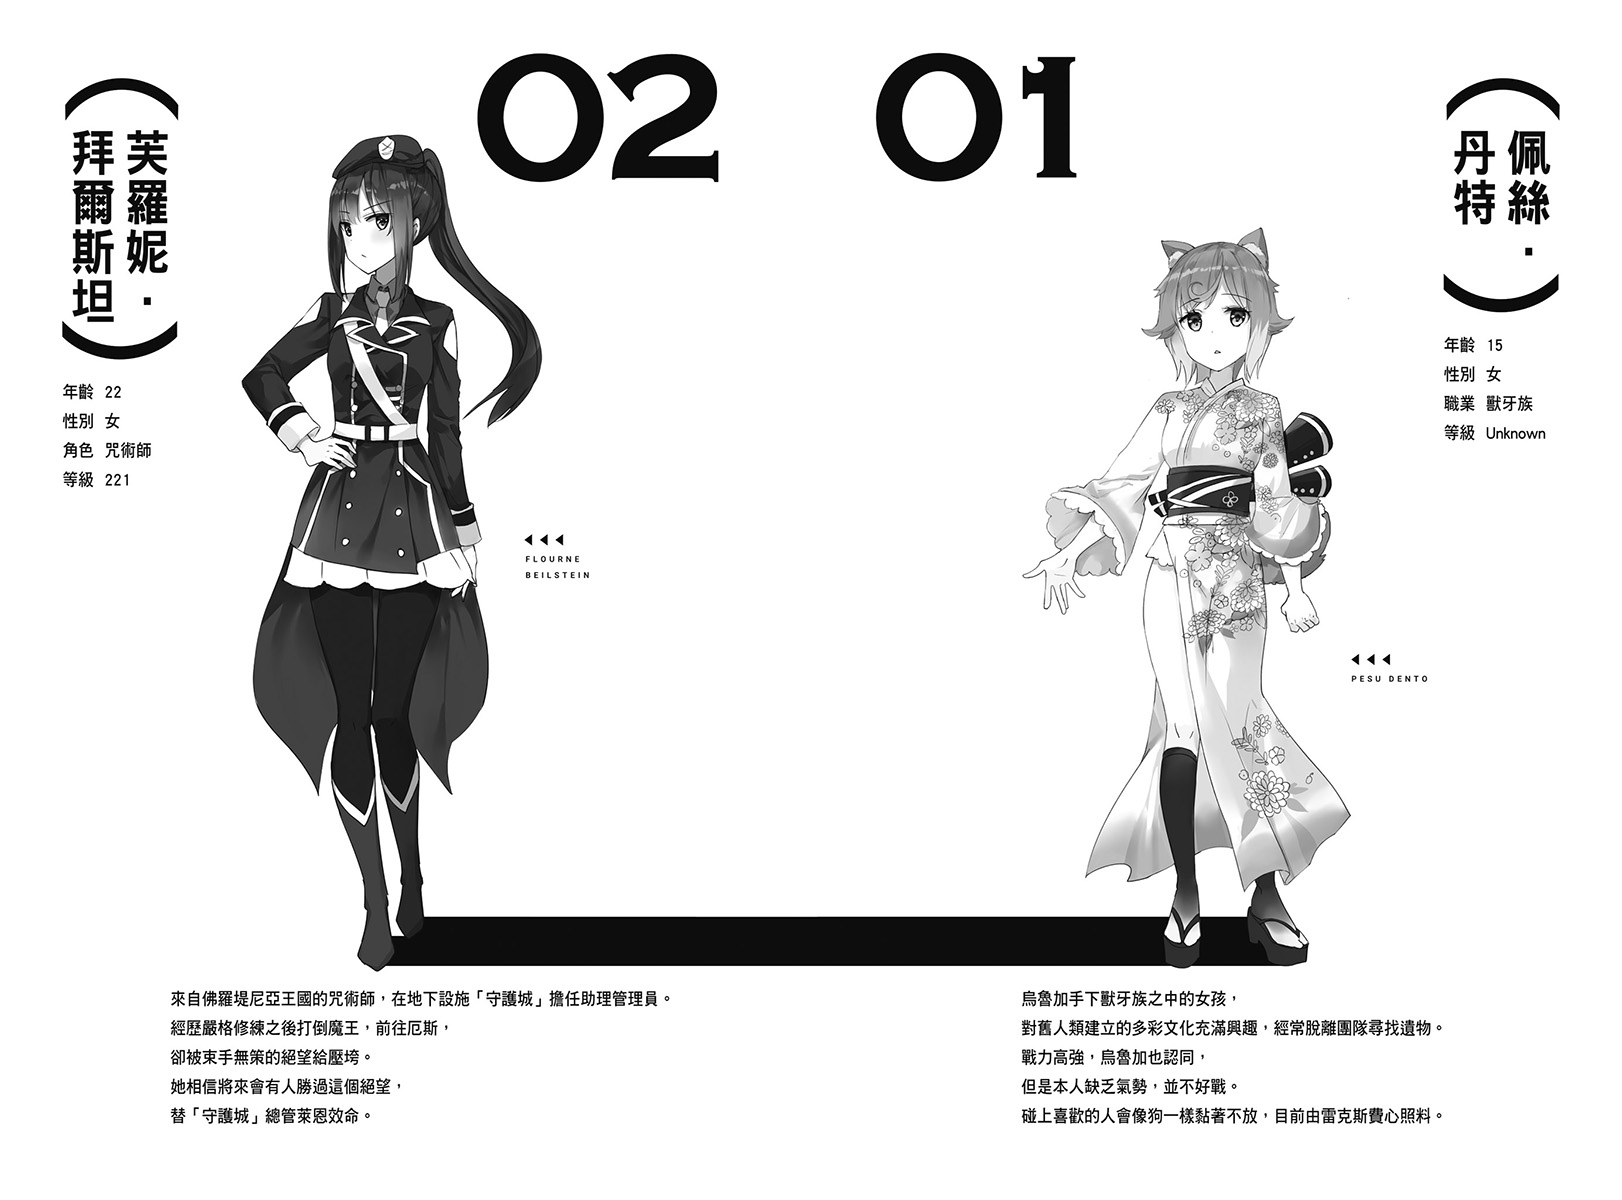 01
佩絲・
丹特
年齡 15
性別 女
職業 獸牙族
等級 Unknown
PESU DENTO
烏魯加手下獸牙族之中的女孩，
對舊人類建立的多彩文化充滿興趣，經常脫離團隊尋找遺物。
戰力高強，烏魯加也認同，
但是本人缺乏氣勢，並不好戰。
碰上喜歡的人會像狗一樣黏著不放，目前由雷克斯費心照料。
02
芙羅妮・
拜爾斯坦
年齡 22
性別 女
角色 咒術師
等級 221
FLOURNE
BEILSTEIN
來自佛羅堤尼亞王國的咒術師，在地下設施「守護城」擔任助理管理員。
經歷嚴格修練之後打倒魔王，前往厄斯，
卻被束手無策的絕望給壓垮。
她相信將來會有人勝過這個絕望，
替「守護城」總管萊恩效命。